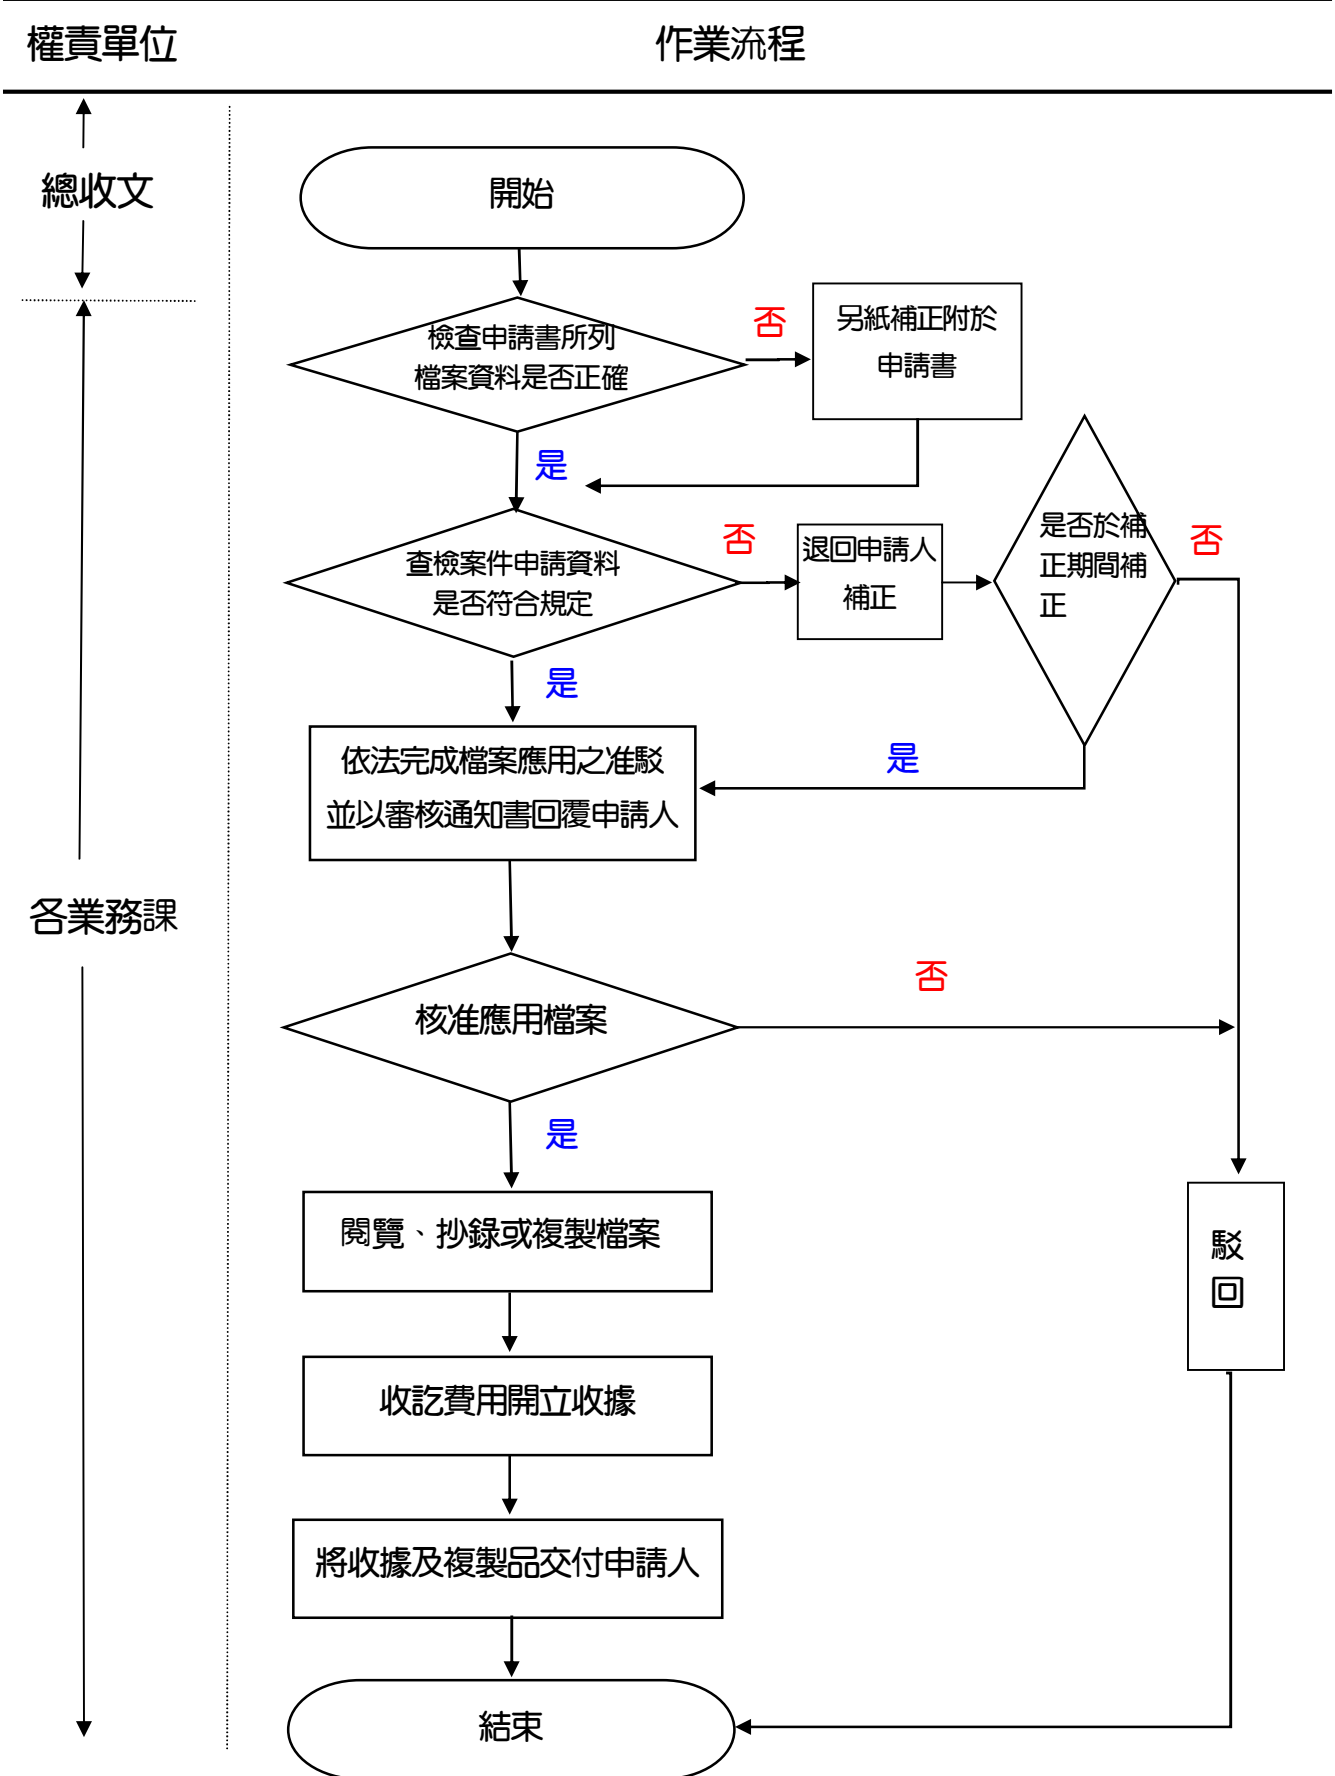 權責單位
作業流程
總收文
開始
檢查申請書所列
檔案資料是否正確
否
另紙補正附於
申請書
是
查檢案件申請資料
是否符合規定
否
退回申請人
補正
是否於補
正期間補
正
否
是
依法完成檔案應用之准駁
並以審核通知書回覆申請人
是
各業務課
核准應用檔案
否
是
閱覽、抄錄或複製檔案
駁
回
收訖費用開立收據
將收據及複製品交付申請人
結束